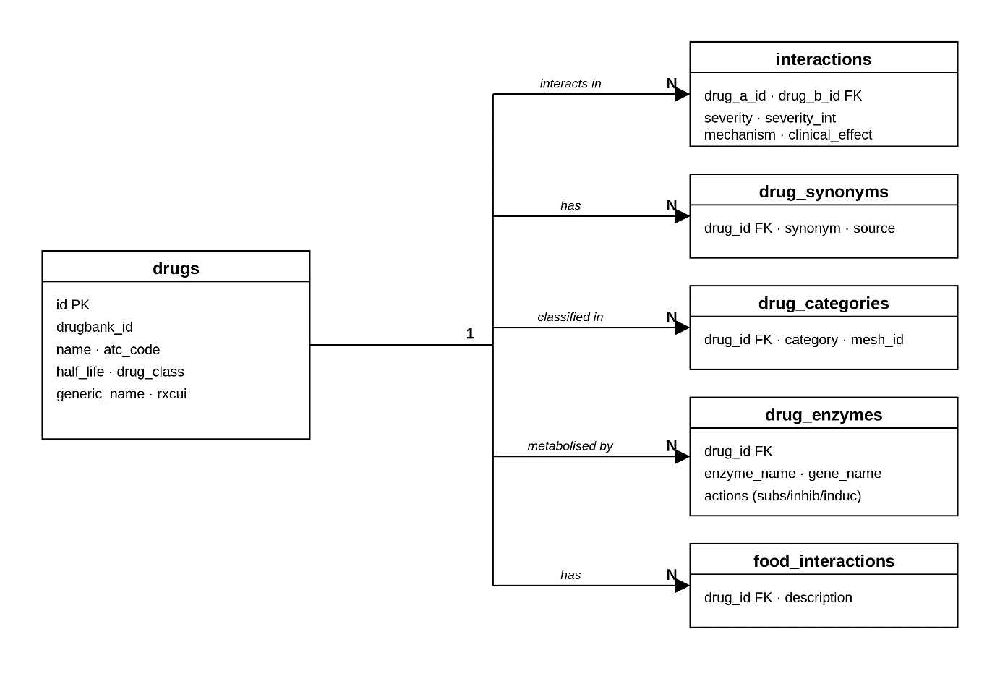 drugs
id PK
drugbank_id
name · atc_code
half_life · drug_class
generic_name · rxcui
1
interacts in
N
interactions
drug_a_id · drug_b_id FK
severity · severity_int
mechanism · clinical_effect
has
N
drug_synonyms
drug_id FK · synonym · source
classified in
N
drug_categories
drug_id FK · category · mesh_id
metabolised by
N
drug_enzymes
drug_id FK
enzyme_name · gene_name
actions (subs/inhib/induc)
has
N
food_interactions
drug_id FK · description